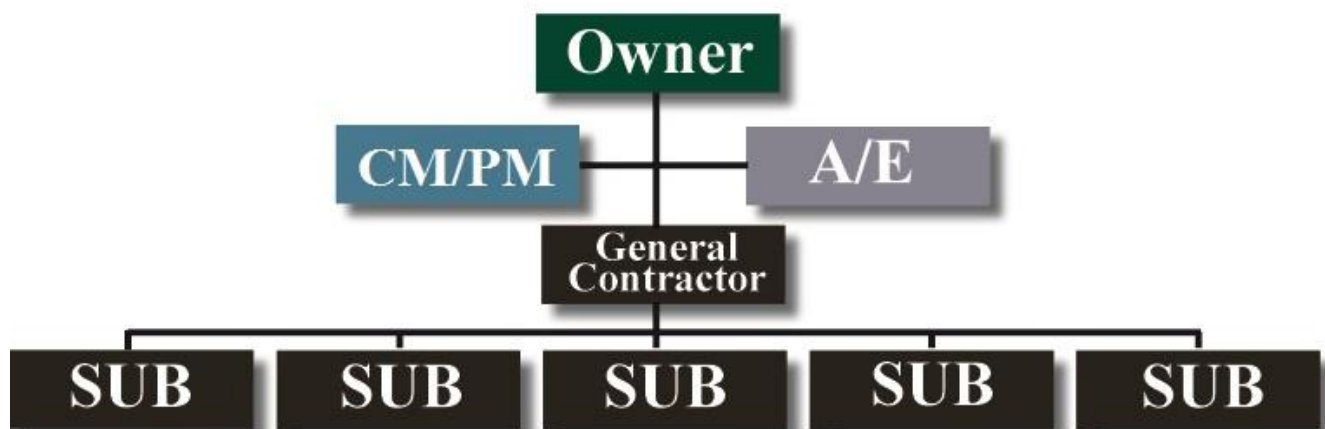 Owner
CM/PM
A/E
General
Contractor
SUB
SUB
SUB
SUB
SUB